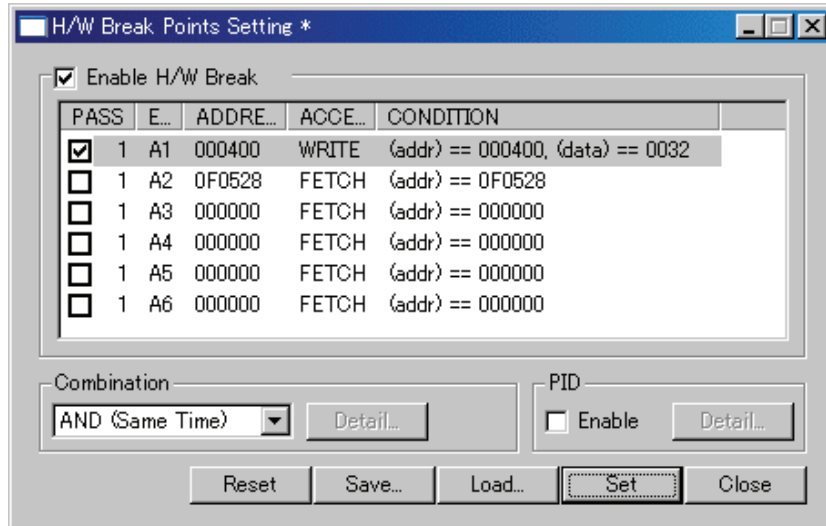 H/W Break Points Setting *
Enable H/W Break
PASS E... ADDRE... ACCE... CONDITION
1 A1 000400 WRITE (addr) == 000400, (data) == 0032
1 A2 0F0528 FETCH (addr) == 0F0528
1 A3 000000 FETCH (addr) == 000000
1 A4 000000 FETCH (addr) == 000000
1 A5 000000 FETCH (addr) == 000000
1 A6 000000 FETCH (addr) == 000000
Combination PID
AND (Same Time) Detail... Enable Detail...
Reset Save... Load... Set Close